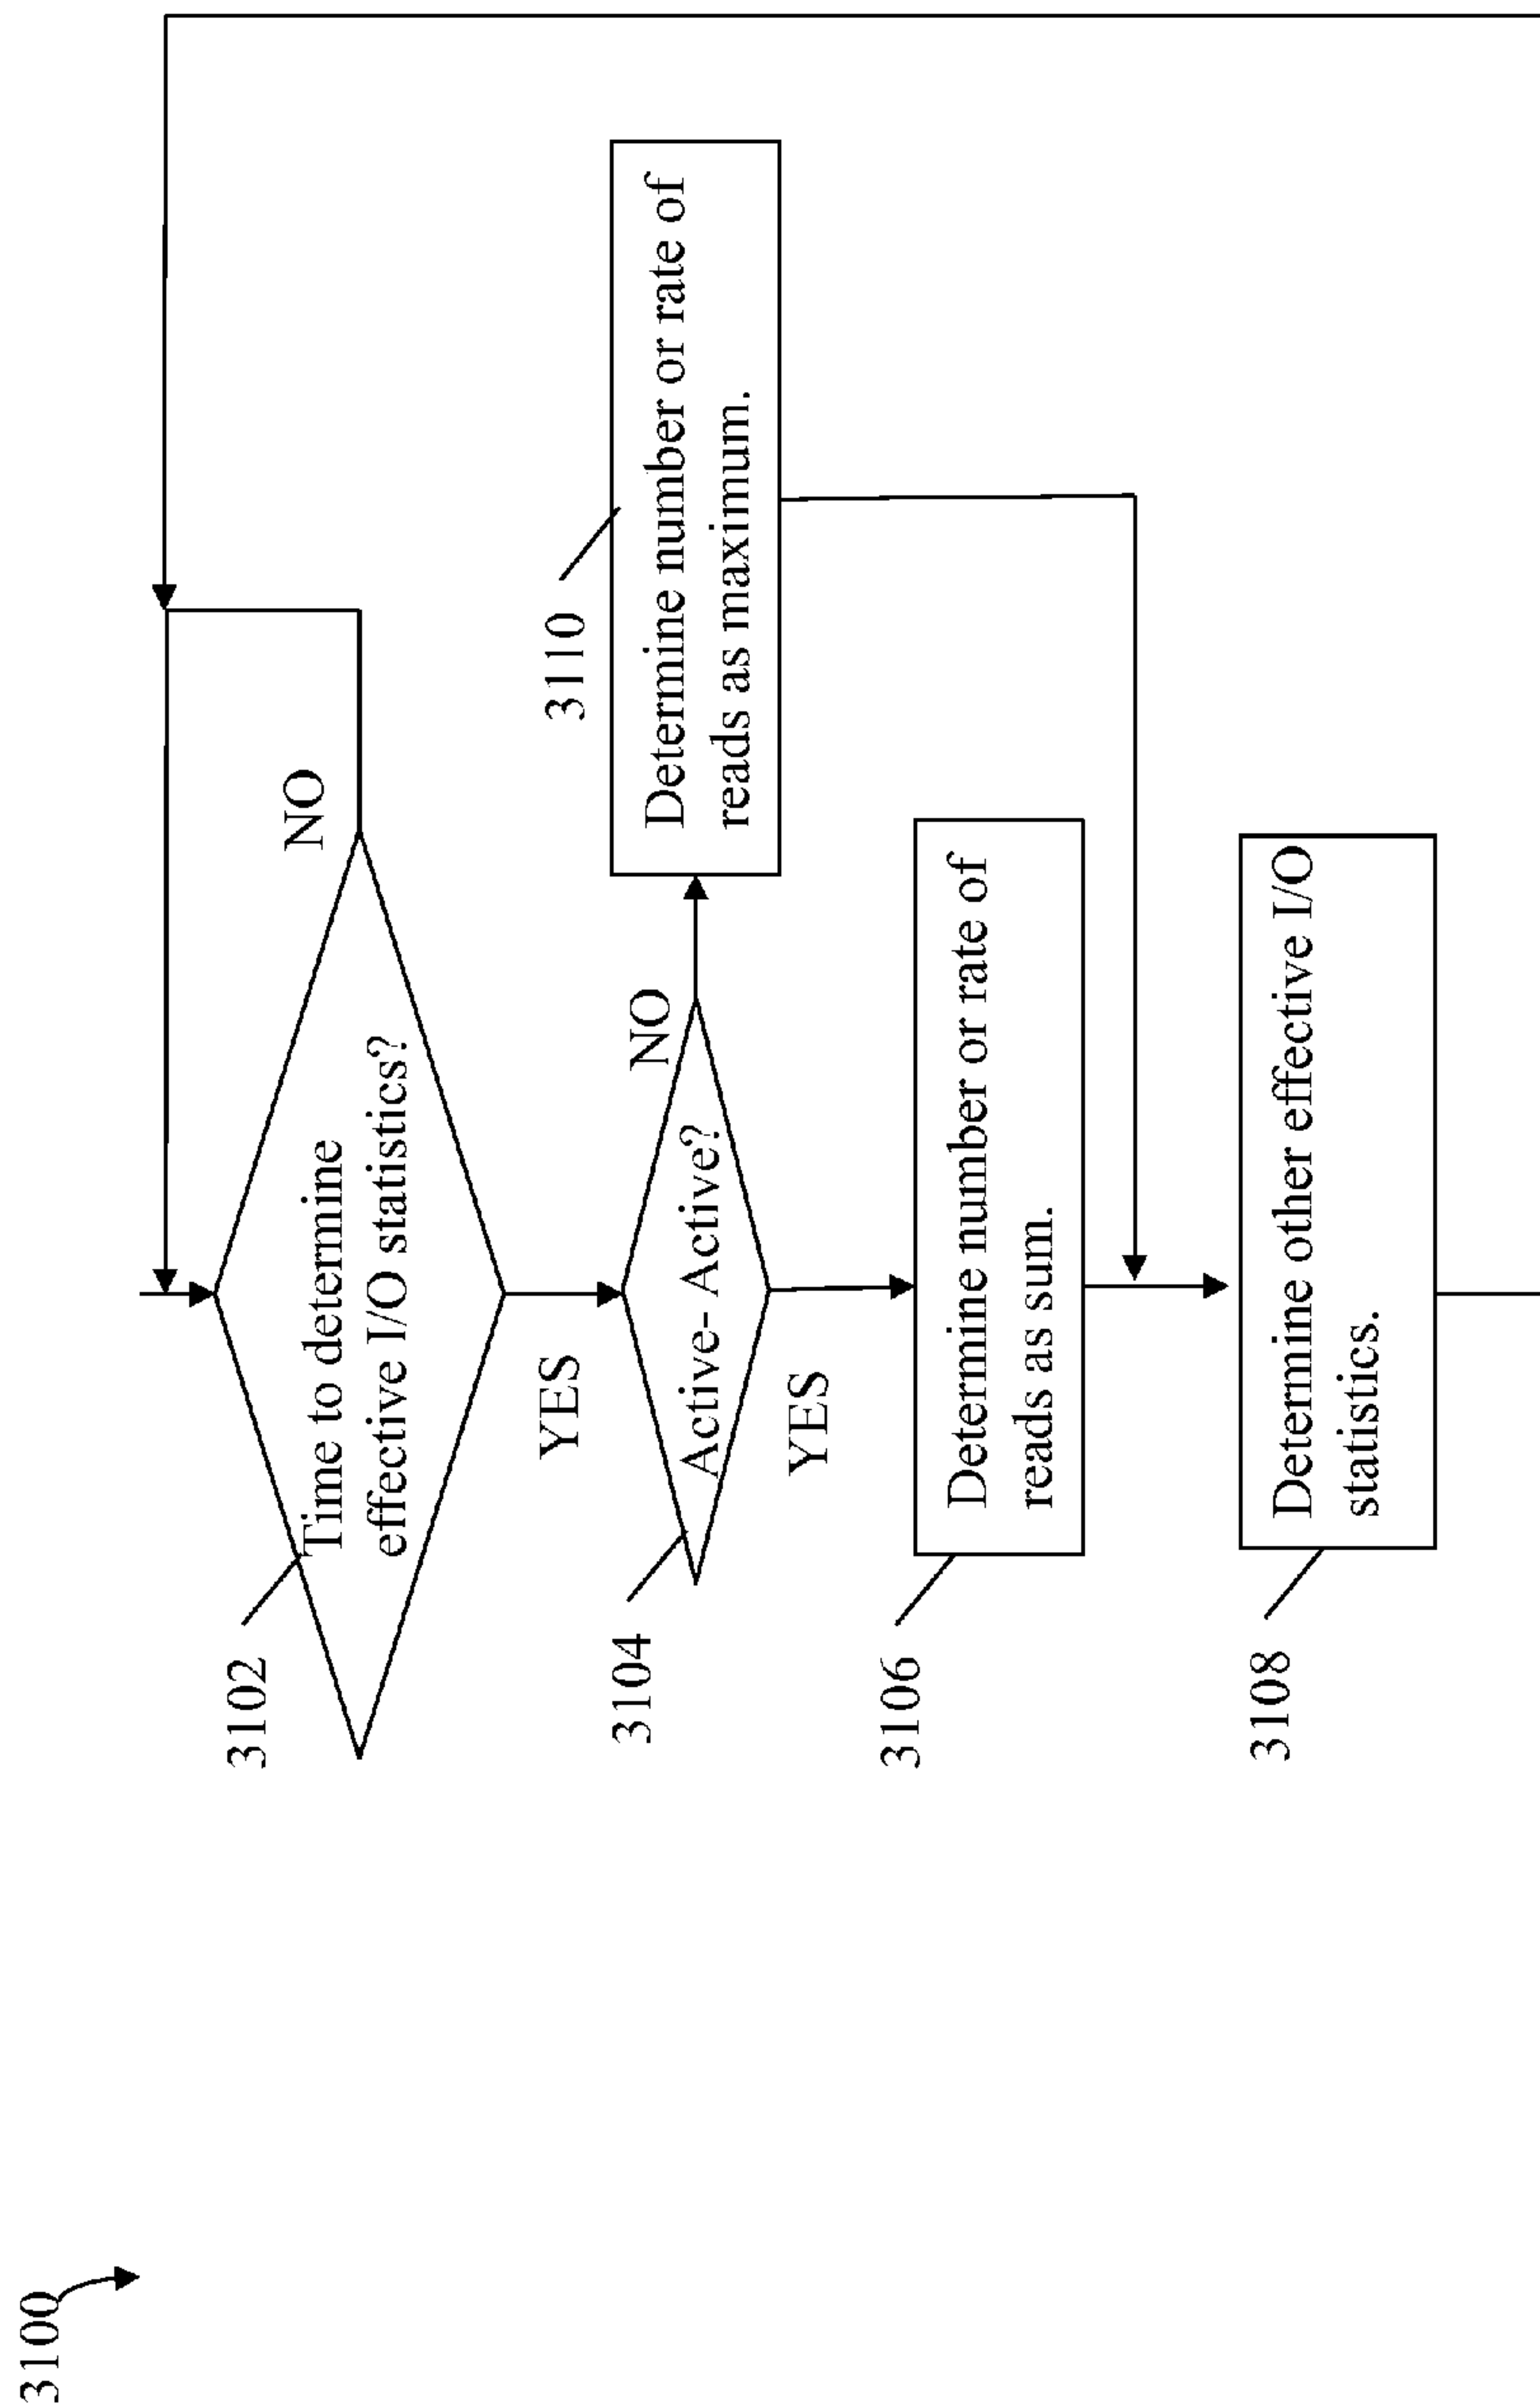 3100
3102
Time to determine
effective I/O statistics?
NO
YES
3104
Active- Active?
NO
YES
3110
Determine number or rate of
reads as maximum.
3106
Determine number or rate of
reads as sum.
3108
Determine other effective I/O
statistics.